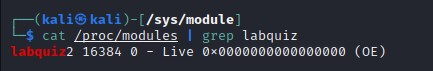 ┌──(kali㉿kali)-[/sys/module]
└─$ cat /proc/modules | grep labquiz
labquiz2 16384 0 - Live 0×0000000000000000 (OE)